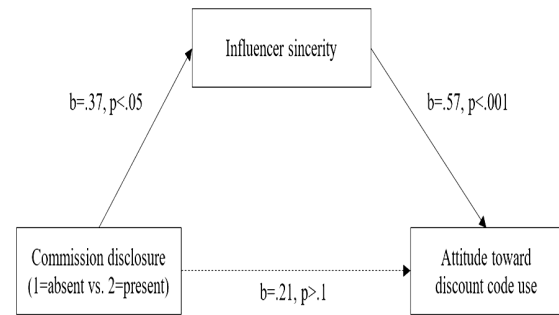 Influencer sincerity
b=.37, p<.05
b=.57, p<.001
Commission disclosure
(1=absent vs. 2=present)
Attitude toward
discount code use
b=.21, p>.1